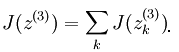 J(z^{(3)}) = \sum_k J(z_k^{(3)}).